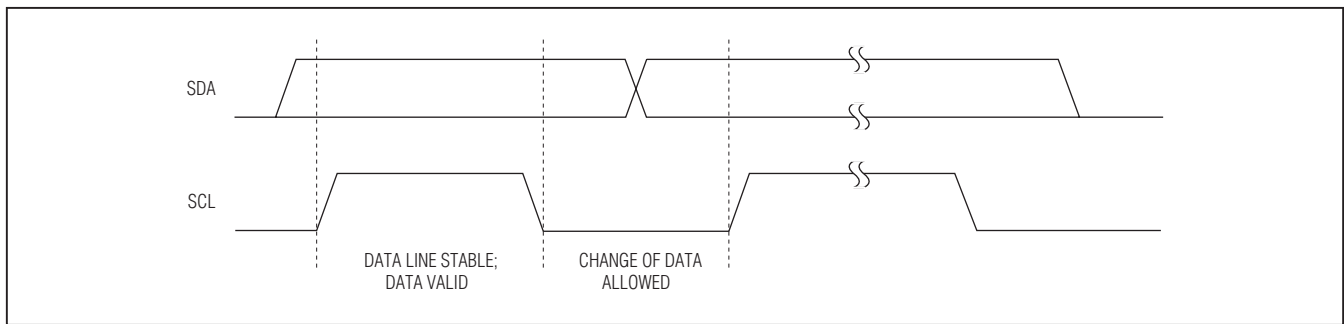 SDA
SCL
DATA LINE STABLE;
DATA VALID
CHANGE OF DATA
ALLOWED